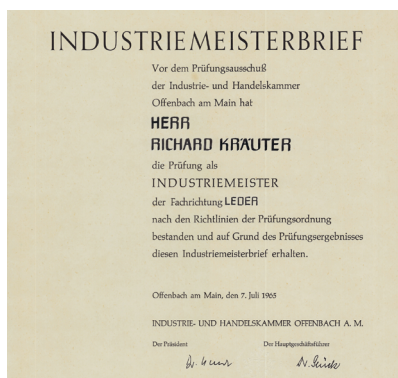 INDUSTRIEMEISTERBRIEF
Vor dem Prüfungsausschuß
der Industrie- und Handelskammer
Offenbach am Main hat
HERR
RICHARD KRÄUTER
die Prüfung als
INDUSTRIEMEISTER
der Fachrichtung LEDER
nach den Richtlinien der Prüfungsordnung
bestanden und auf Grund des Prüfungsergebnisses
diesen Industriemeisterbrief erhalten.
Offenbach am Main, den 7. Juli 1965
INDUSTRIE- UND HANDELSKAMMER OFFENBACH A. M.
Der Präsident Der Hauptgeschäftsführer